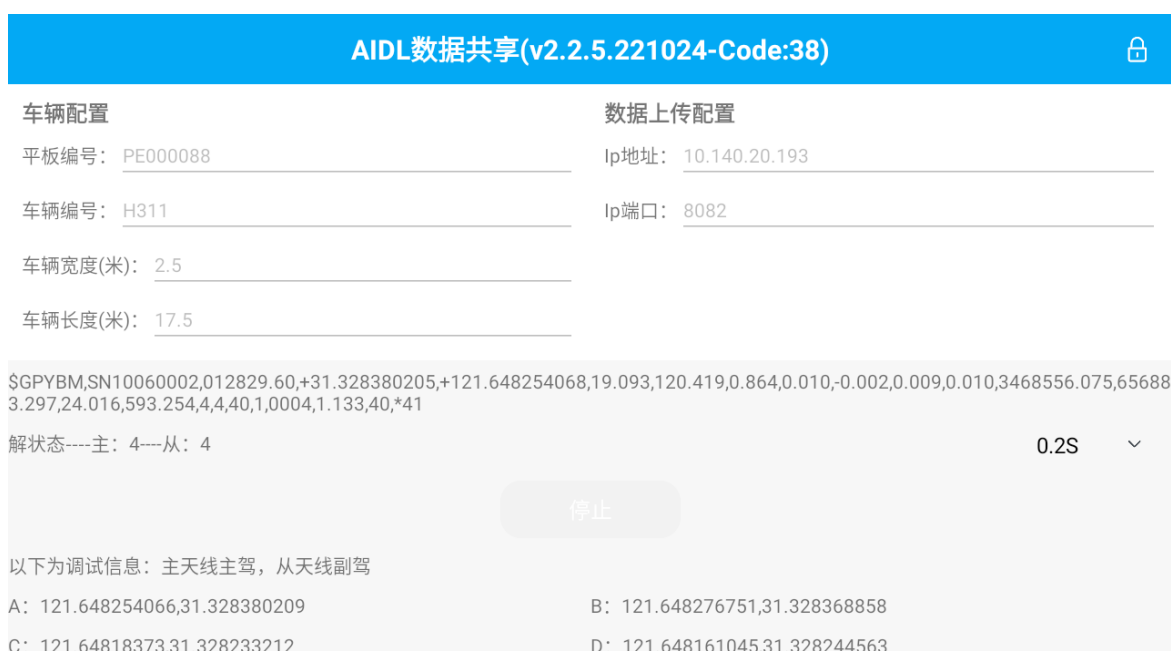 AIDL数据共享(v2.2.5.221024-Code:38)
车辆配置
数据上传配置
平板编号： PE000088
Ip地址： 10.140.20.193
车辆编号： H311
Ip端口： 8082
车辆宽度(米)： 2.5
车辆长度(米)： 17.5
$GPYBM,SN10060002,012829.60,+31.328380205,+121.648254068,19.093,120.419,0.864,0.010,-0.002,0.009,0.010,3468556.075,65688
3.297,24.016,593.254,4,4,40,1,0004,1.133,40,*41
解状态----主：4----从：4
0.2S
停止
以下为调试信息：主天线主驾，从天线副驾
A：121.648254066,31.328380209
B：121.648276751,31.328368858
C：121.64818373,31.328233212
D：121.648161045,31.328244563